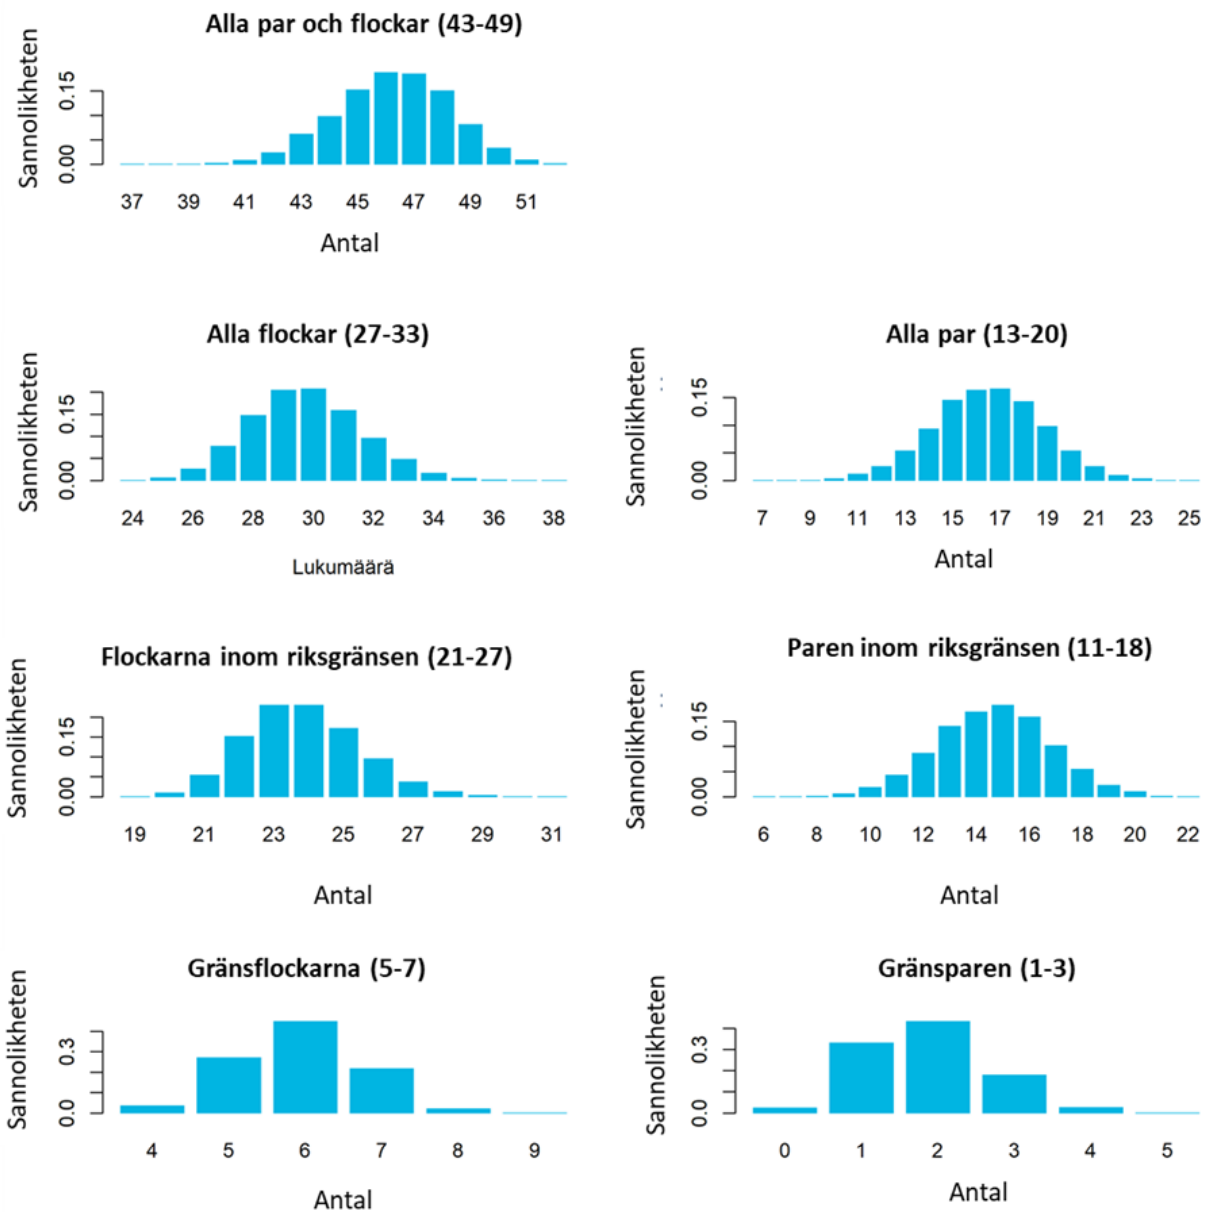 Alla par och flockar (43-49)
Sannolikheten
0.15
0.00
37 39 41 43 45 47 49 51
Antal
Alla flockar (27-33)
Sannolikheten
0.15
0.00
24 26 28 30 32 34 36 38
Lukumäärä
Alla par (13-20)
Sannolikheten
0.15
0.00
7 9 11 13 15 17 19 21 23 25
Antal
Flockarna inom riksgränsen (21-27)
Sannolikheten
0.15
0.00
19 21 23 25 27 29 31
Antal
Paren inom riksgränsen (11-18)
Sannolikheten
0.15
0.00
6 8 10 12 14 16 18 20 22
Antal
Gränsflockarna (5-7)
Sannolikheten
0.3
0.0
4 5 6 7 8 9
Antal
Gränsparen (1-3)
Sannolikheten
0.3
0.0
0 1 2 3 4 5
Antal